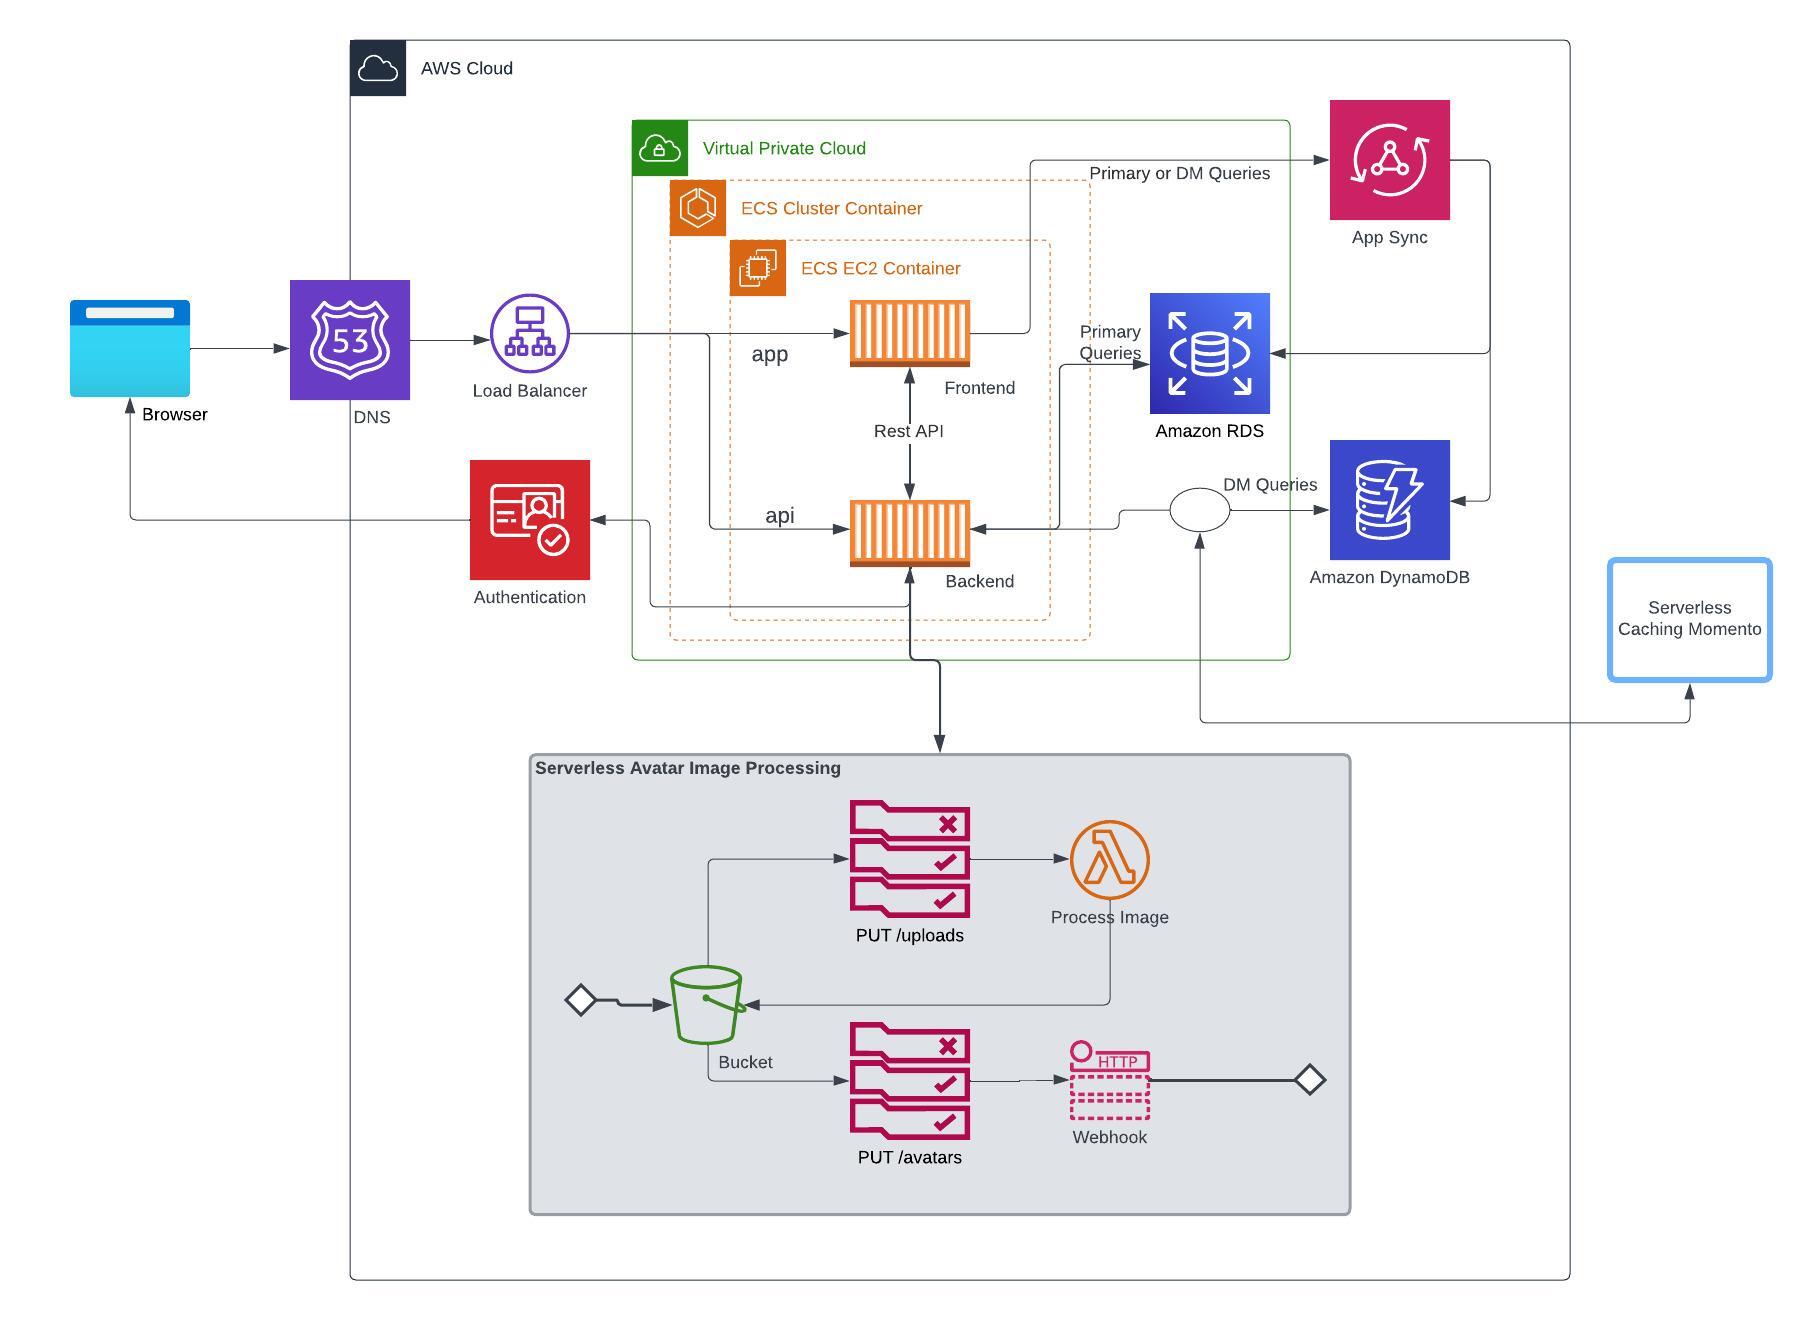 AWS Cloud
Virtual Private Cloud
Primary or DM Queries
ECS Cluster Container
App Sync
ECS EC2 Container
53
Primary
Queries
app
Load Balancer
Frontend
Browser
DNS
Rest API
Amazon RDS
DM Queries
api
Backend
Authentication
Amazon DynamoDB
Serverless
Caching Momento
Serverless Avatar Image Processing
Process Image
PUT /uploads
Bucket
HTTP
Webhook
PUT /avatars